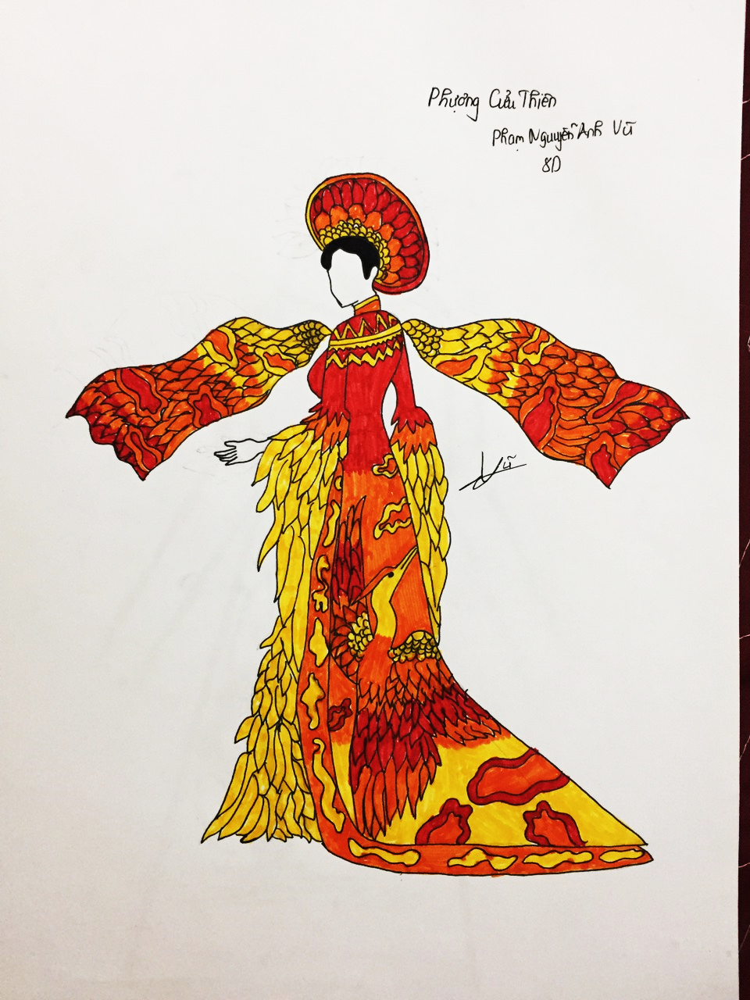 Phượng Cửu Thiên
Phạm Nguyễn Anh Vũ
8D
Vũ